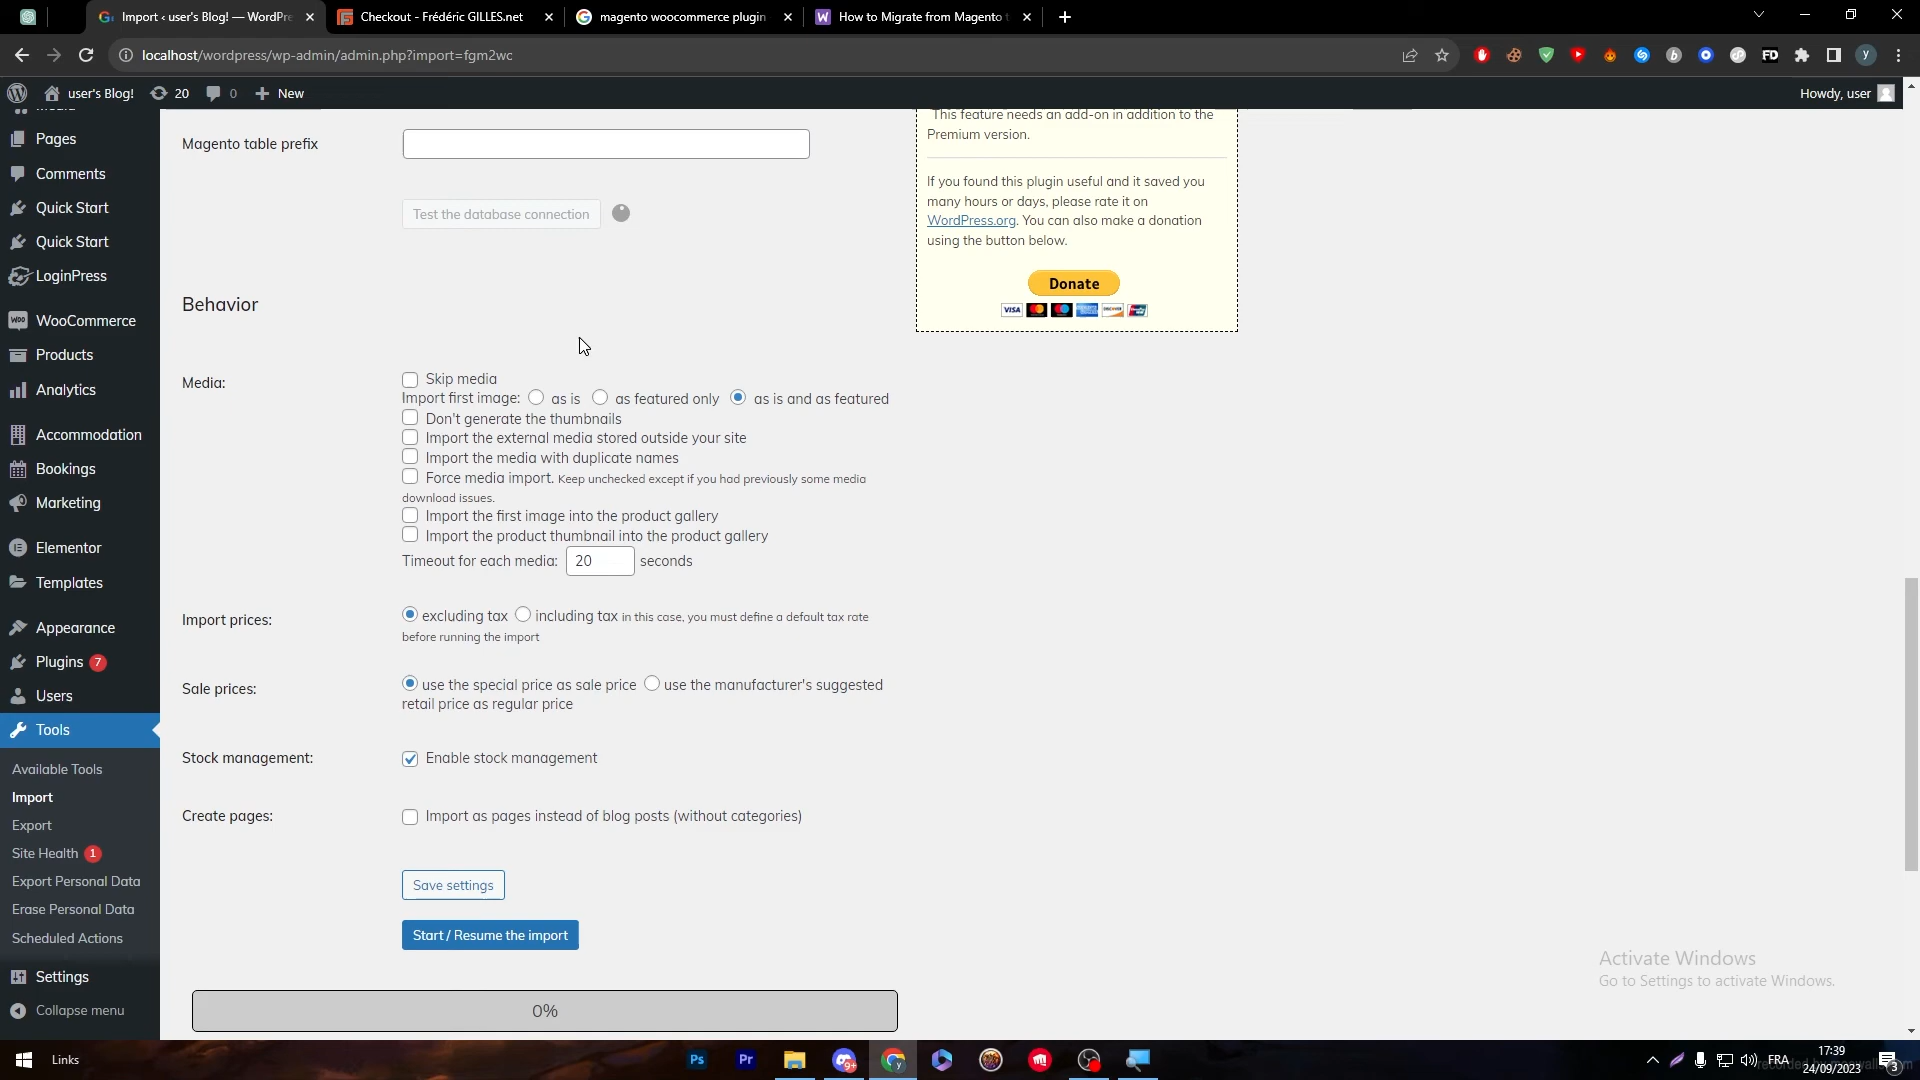 Import ‹ user's Blog! — WordPre
Checkout - Frédéric GILLES.net
magento woocommerce plugin
How to Migrate from Magento t
localhost/wordpress/wp-admin/admin.php?import=fgm2wc
user's Blog!
20
0
New
Howdy, user
Pages
Comments
Quick Start
Quick Start
LoginPress
WooCommerce
Products
Analytics
Accommodation
Bookings
Marketing
Elementor
Templates
Appearance
Plugins 7
Users
Tools
Available Tools
Import
Export
Site Health 1
Export Personal Data
Erase Personal Data
Scheduled Actions
Settings
Collapse menu
Magento table prefix
Test the database connection
This feature needs an add-on in addition to the
Premium version.
If you found this plugin useful and it saved you
many hours or days, please rate it on
WordPress.org. You can also make a donation
using the button below.
Donate
VISA
Behavior
Media:
Skip media
Import first image: as is as featured only as is and as featured
Don't generate the thumbnails
Import the external media stored outside your site
Import the media with duplicate names
Force media import. Keep unchecked except if you had previously some media
download issues.
Import the first image into the product gallery
Import the product thumbnail into the product gallery
Timeout for each media: 20 seconds
Import prices:
excluding tax including tax in this case, you must define a default tax rate
before running the import
Sale prices:
use the special price as sale price use the manufacturer's suggested
retail price as regular price
Stock management:
Enable stock management
Create pages:
Import as pages instead of blog posts (without categories)
Save settings
Start / Resume the import
0%
Activate Windows
Go to Settings to activate Windows.
Links
Ps
Pr
FRA
17:39
24/09/2023
3